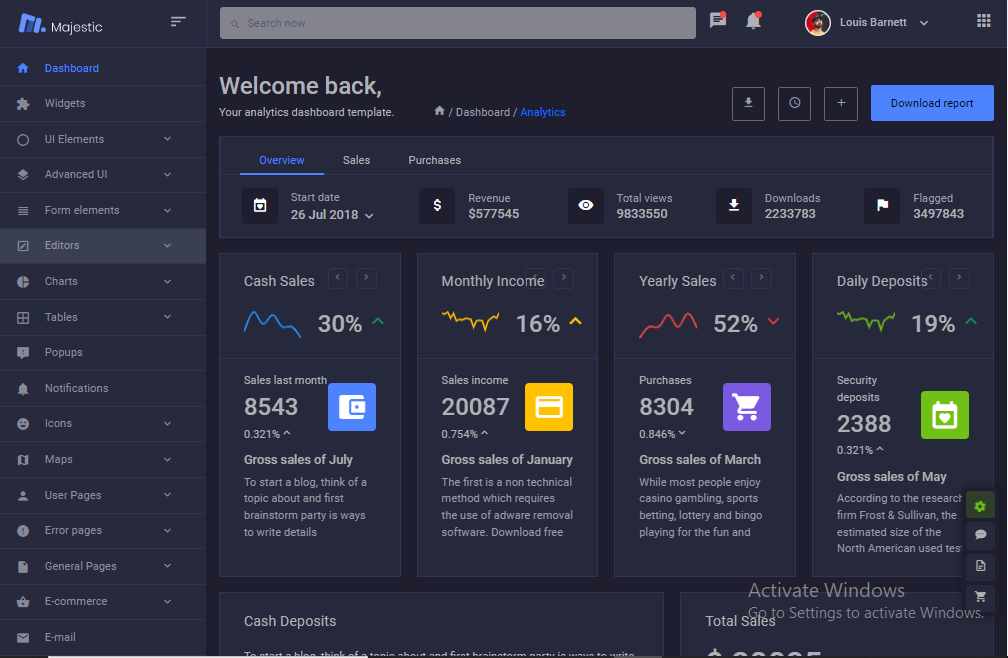 Majestic
Search now
Louis Barnett
Dashboard
Widgets
UI Elements
Advanced UI
Form elements
Editors
Charts
Tables
Popups
Notifications
Icons
Maps
User Pages
Error pages
General Pages
E-commerce
E-mail
Welcome back,
Your analytics dashboard template.
/ Dashboard / Analytics
+
Download report
Overview Sales Purchases
Start date
26 Jul 2018
Revenue
$577545
Total views
9833550
Downloads
2233783
Flagged
3497843
Cash Sales
30%
Sales last month
8543
0.321%
Gross sales of July
To start a blog, think of a
topic about and first
brainstorm party is ways
to write details
Monthly Income
16%
Sales income
20087
0.754%
Gross sales of January
The first is a non technical
method which requires
the use of adware removal
software. Download free
Yearly Sales
52%
Purchases
8304
0.846%
Gross sales of March
While most people enjoy
casino gambling, sports
betting, lottery and bingo
playing for the fun and
Daily Deposits
19%
Security
deposits
2388
0.321%
Gross sales of May
According to the research
firm Frost & Sullivan, the
estimated size of the
North American used test
Activate Windows
Go to Settings to activate Windows.
Cash Deposits
To start a blog, think of a topic about and first brainstorm party is ways to write
Total Sales